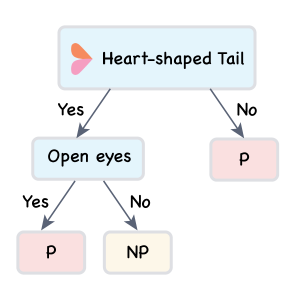 Heart-shaped Tail
Yes
No
Open eyes
P
Yes
No
P
NP